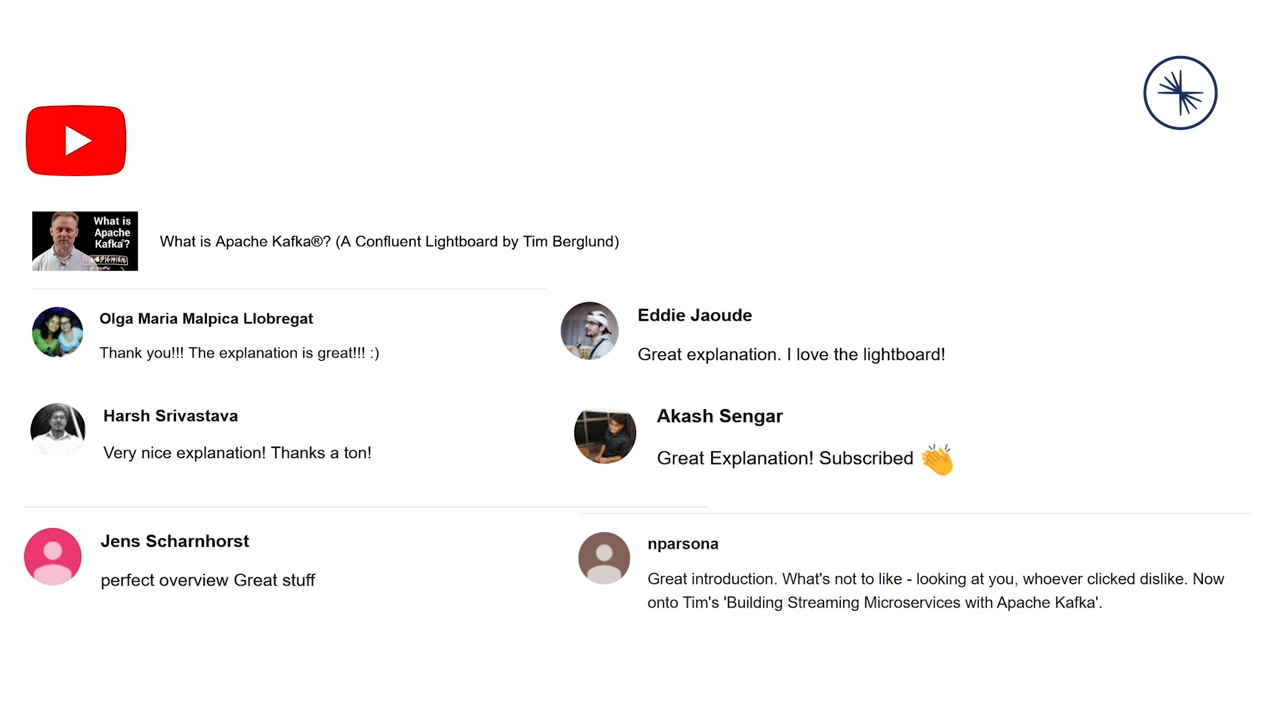 What is
Apache
Kafka®?
What is Apache Kafka®? (A Confluent Lightboard by Tim Berglund)
Olga Maria Malpica Llobregat
Thank you!!! The explanation is great!!! :)
Eddie Jaoude
Great explanation. I love the lightboard!
Harsh Srivastava
Very nice explanation! Thanks a ton!
Akash Sengar
Great Explanation! Subscribed 👏
Jens Scharnhorst
perfect overview Great stuff
nparsona
Great introduction. What's not to like - looking at you, whoever clicked dislike. Now
onto Tim's 'Building Streaming Microservices with Apache Kafka'.